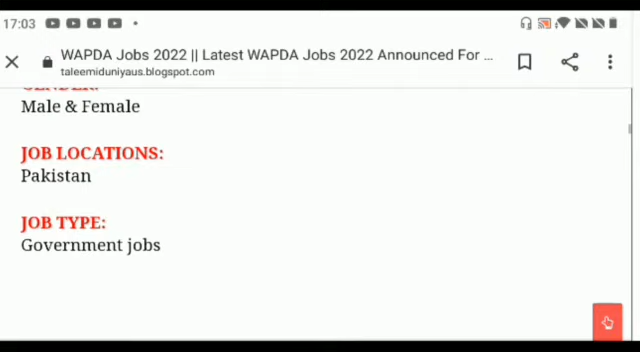 17:03
WAPDA Jobs 2022 || Latest WAPDA Jobs 2022 Announced For ...
taleemiduniyaus.blogspot.com
Male & Female
JOB LOCATIONS:
Pakistan
JOB TYPE:
Government jobs